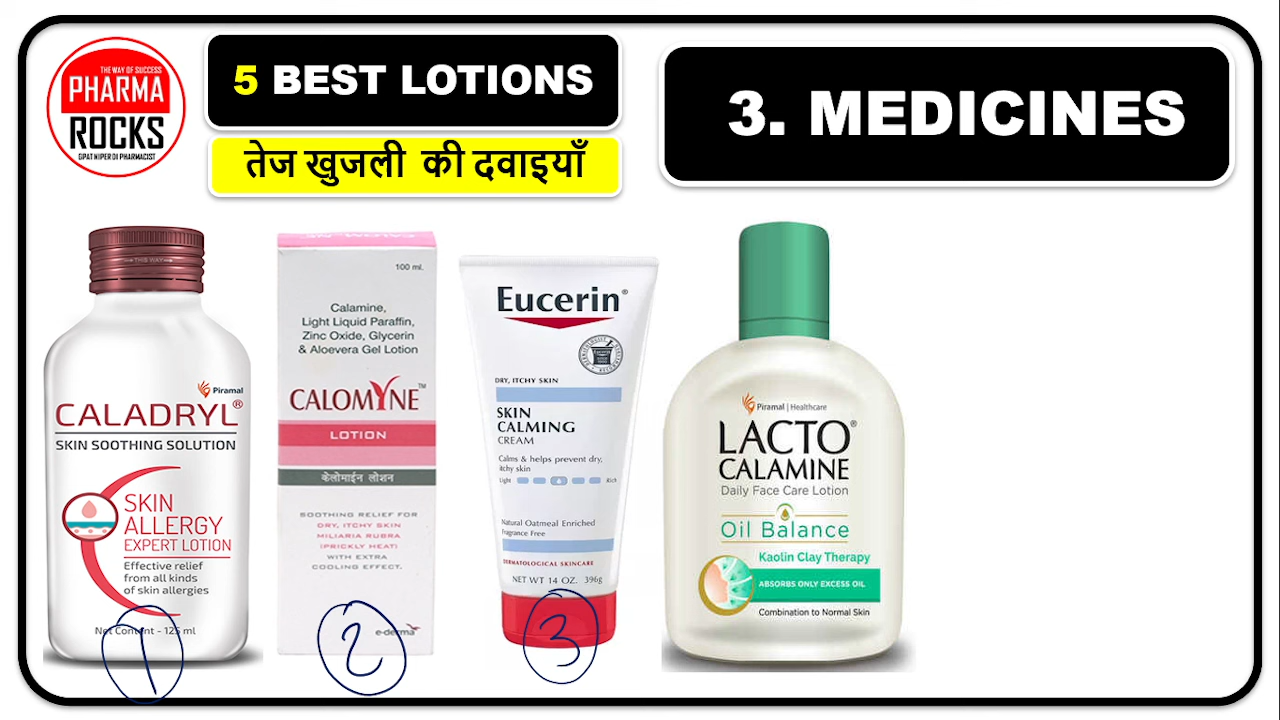 THE WAY OF SUCCESS
PHARMA
ROCKS
GPAT NIPER DI PHARMACIST
5 BEST LOTIONS
तेज खुजली की दवाइयाँ
3. MEDICINES
THIS WAY
Piramal
CALADRYL®
SKIN SOOTHING SOLUTION
SKIN
ALLERGY
EXPERT LOTION
Effective relief
from all kinds
of skin allergies
Net Content - 125 ml
1
100 ml.
Calamine,
Light Liquid Paraffin,
Zinc Oxide, Glycerin
& Aloevera Gel Lotion
CALOMYNE™
LOTION
केलोमाईन लोशन
SOOTHING RELIEF FOR
DRY, ITCHY SKIN
MILIARIA RUBRA
(PRICKLY HEAT)
WITH EXTRA
COOLING EFFECT.
e-derma
2
Eucerin®
DRY, ITCHY SKIN
SKIN
CALMING
CREAM
Calms & helps prevent dry,
itchy skin
Light Rich
Natural Oatmeal Enriched
Fragrance Free
DERMATOLOGICAL SKINCARE
NET WT 14 OZ. 396g
3
Piramal | Healthcare
LACTO®
CALAMINE
Daily Face Care Lotion
Oil Balance
Kaolin Clay Therapy
ABSORBS ONLY EXCESS OIL
Combination to Normal Skin